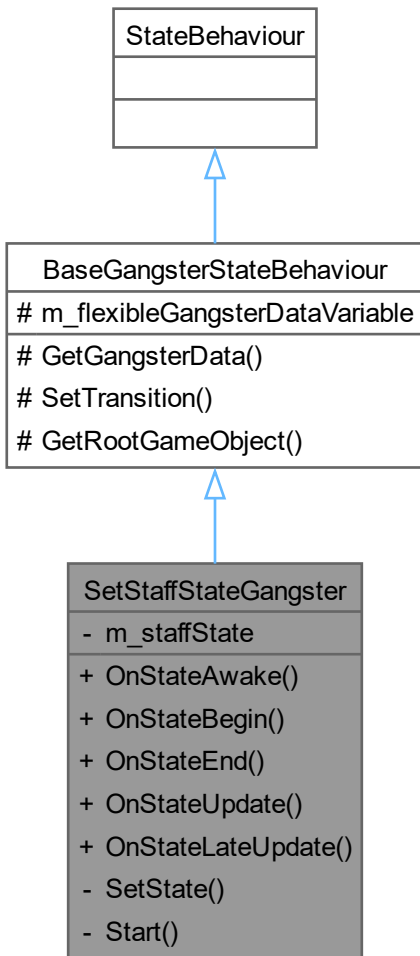 StateBehaviour
BaseGangsterStateBehaviour
# m_flexibleGangsterDataVariable
# GetGangsterData()
# SetTransition()
# GetRootGameObject()
SetStaffStateGangster
- m_staffState
+ OnStateAwake()
+ OnStateBegin()
+ OnStateEnd()
+ OnStateUpdate()
+ OnStateLateUpdate()
- SetState()
- Start()